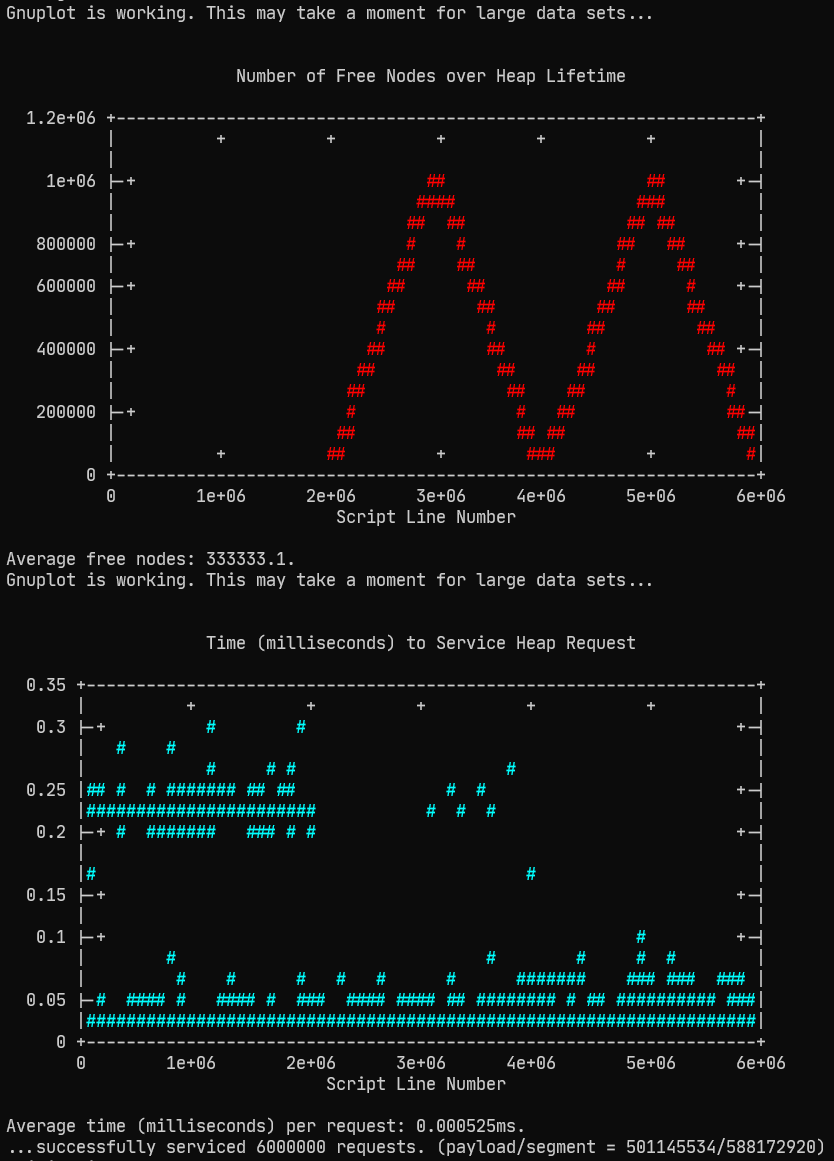 Gnuplot is working. This may take a moment for large data sets...
Number of Free Nodes over Heap Lifetime
1.2e+06
1e+06
800000
600000
400000
200000
0
0 1e+06 2e+06 3e+06 4e+06 5e+06 6e+06
Script Line Number
Average free nodes: 333333.1.
Gnuplot is working. This may take a moment for large data sets...
Time (milliseconds) to Service Heap Request
0.35
0.3
0.25
0.2
0.15
0.1
0.05
0
0 1e+06 2e+06 3e+06 4e+06 5e+06 6e+06
Script Line Number
Average time (milliseconds) per request: 0.000525ms.
...successfully serviced 6000000 requests. (payload/segment = 501145534/588172920)